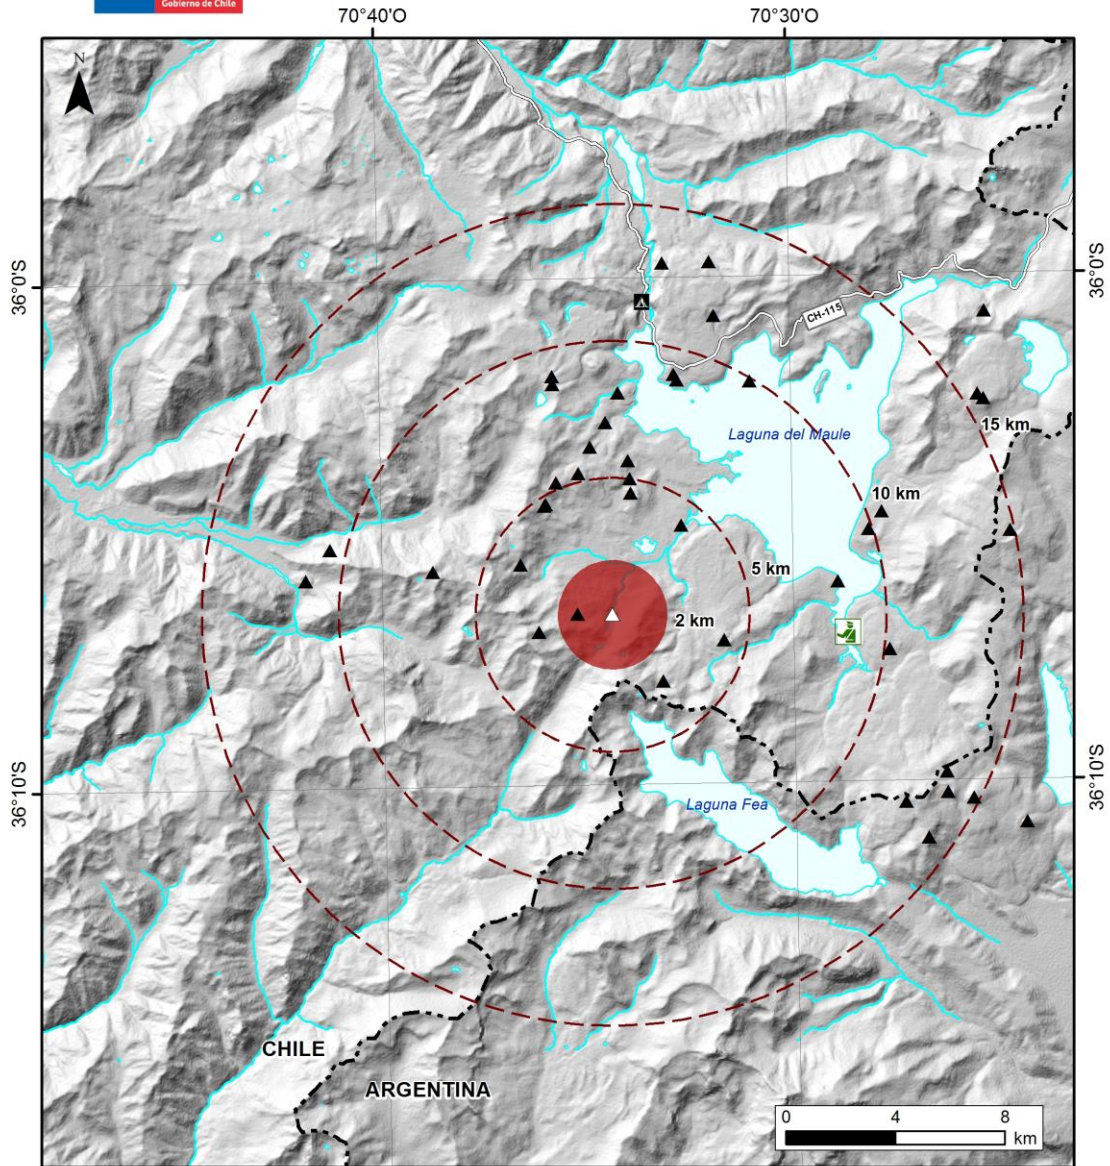 Gobierno de Chile
70°40'O
70°30'O
N
36°0'S
36°0'S
CH-115
Laguna del Maule
15 km
10 km
5 km
2 km
36°10'S
36°10'S
Laguna Fea
CHILE
ARGENTINA
0 4 8
km